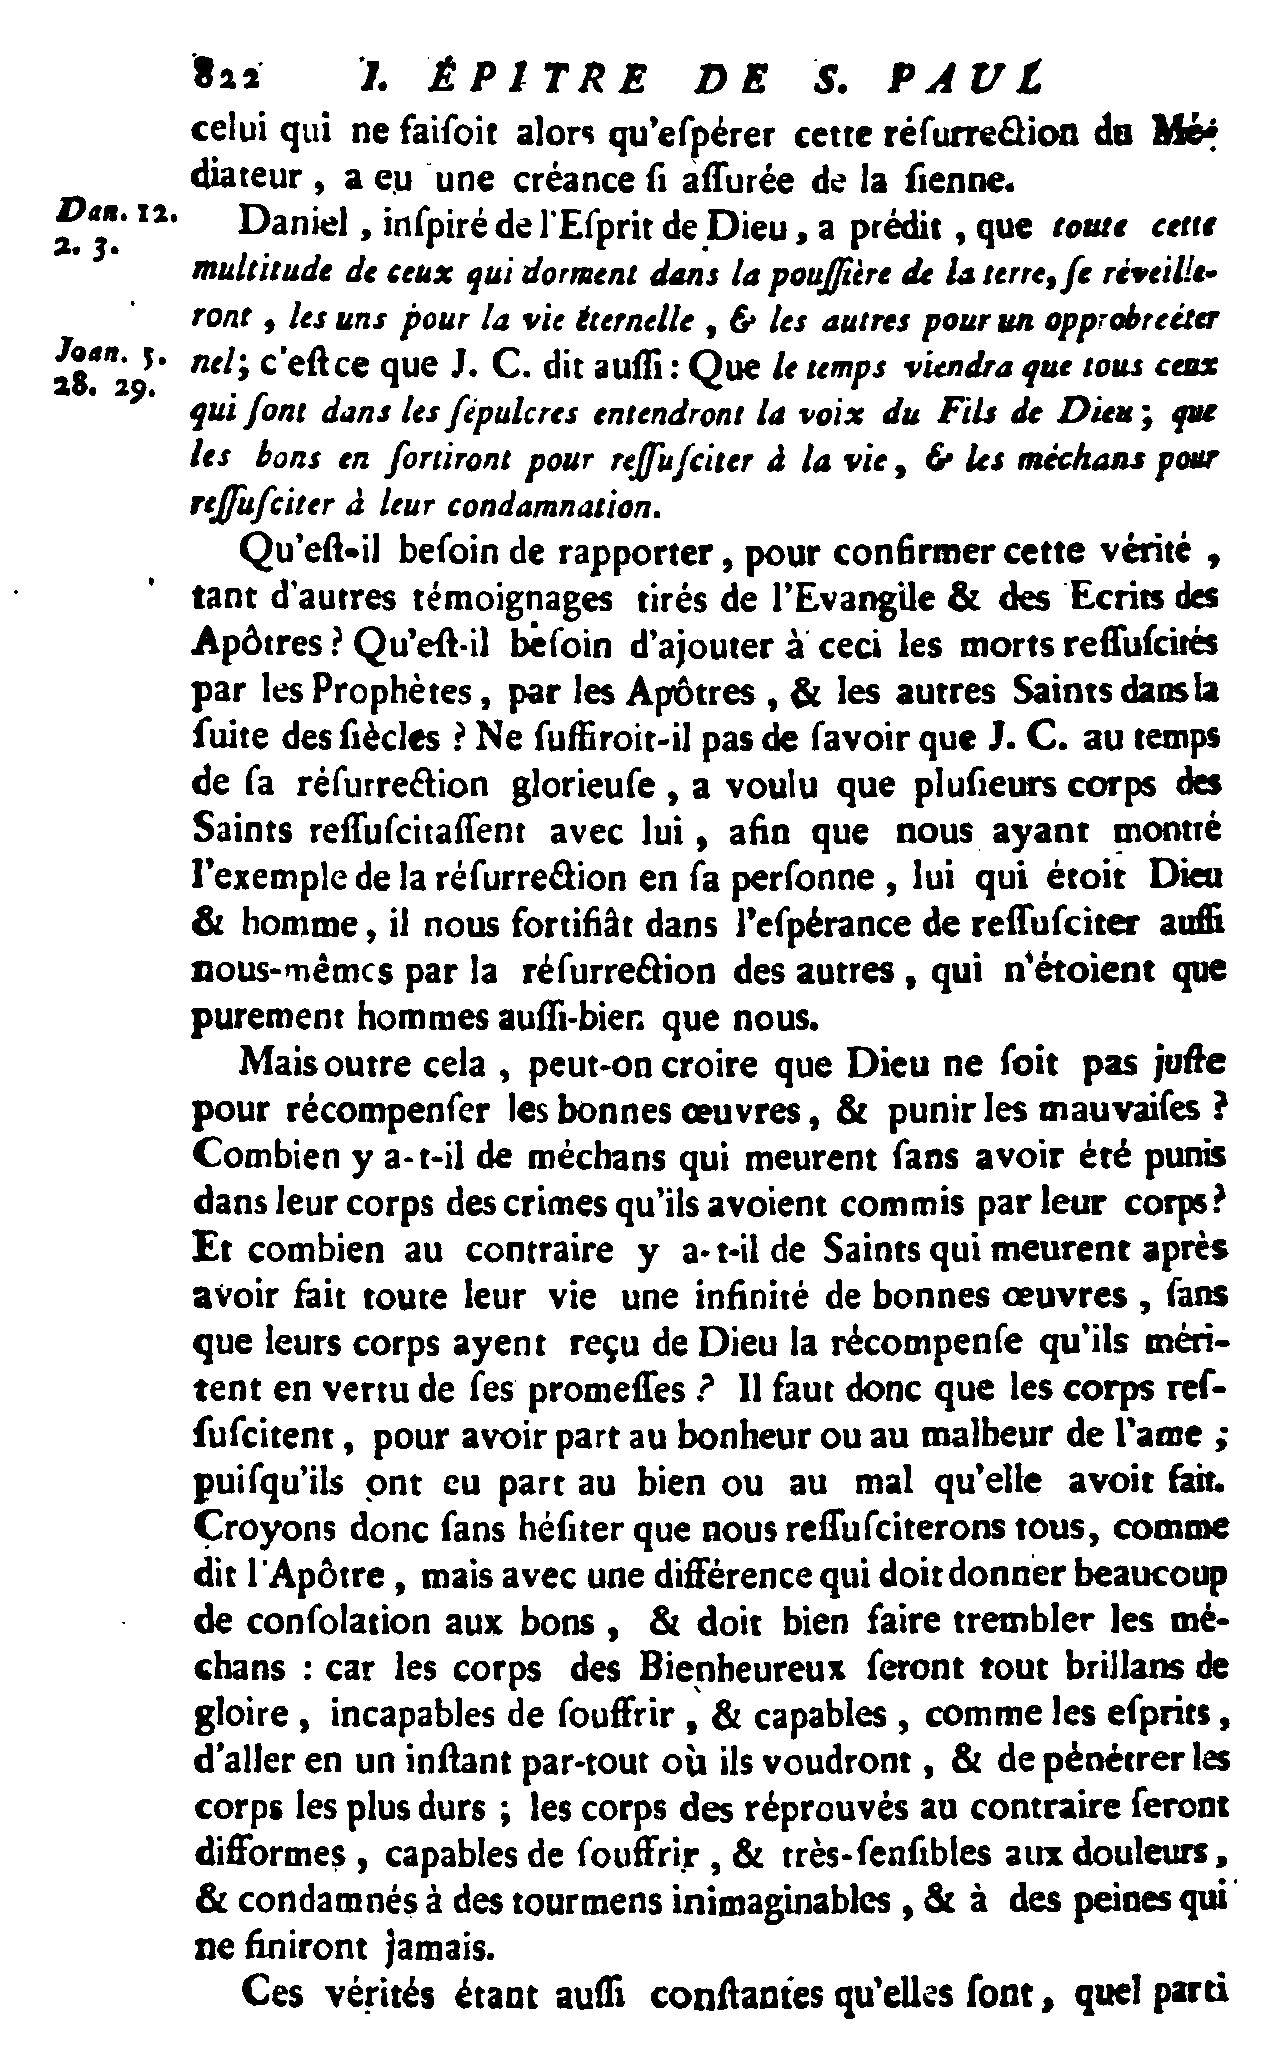 822 I. ÉPITRE DE S. PAUL
celui qui ne faiſoit alors qu'eſpérer cette réſurrection du Mé-
diateur, a eu une créance ſi aſſurée de la ſienne.
Dan. 12. 2. 3.
Daniel, inſpiré de l'Eſprit de Dieu, a prédit, que toute cette
multitude de ceux qui dorment dans la pouſſière de la terre, ſe réveille-
ront, les uns pour la vie éternelle, & les autres pour un opprobre éter
Joan. 5. 28. 29.
nel; c'eſt ce que J. C. dit auſſi: Que le temps viendra que tous ceux
qui ſont dans les ſépulcres entendront la voix du Fils de Dieu; que
les bons en ſortiront pour reſſuſciter à la vie, & les méchans pour
reſſuſciter à leur condamnation.
Qu'eſt-il beſoin de rapporter, pour confirmer cette vérité,
tant d'autres témoignages tirés de l'Evangile & des Ecrits des
Apôtres? Qu'eſt-il beſoin d'ajouter à ceci les morts reſſuſcités
par les Prophètes, par les Apôtres, & les autres Saints dans la
ſuite des ſiècles? Ne ſuffiroit-il pas de ſavoir que J. C. au temps
de ſa réſurrection glorieuſe, a voulu que pluſieurs corps des
Saints reſſuſcitaſſent avec lui, afin que nous ayant montré
l'exemple de la réſurrection en ſa perſonne, lui qui étoit Dieu
& homme, il nous fortifiât dans l'eſpérance de reſſuſciter auſſi
nous-mêmes par la réſurrection des autres, qui n'étoient que
purement hommes auſſi-bien que nous.
Mais outre cela, peut-on croire que Dieu ne ſoit pas juſte
pour récompenſer les bonnes œuvres, & punir les mauvaiſes?
Combien y a-t-il de méchans qui meurent ſans avoir été punis
dans leur corps des crimes qu'ils avoient commis par leur corps?
Et combien au contraire y a-t-il de Saints qui meurent après
avoir fait toute leur vie une infinité de bonnes œuvres, ſans
que leurs corps ayent reçu de Dieu la récompenſe qu'ils méri-
tent en vertu de ſes promeſſes? Il faut donc que les corps reſ-
ſuſcitent, pour avoir part au bonheur ou au malheur de l'ame;
puiſqu'ils ont eu part au bien ou au mal qu'elle avoit fait.
Croyons donc ſans héſiter que nous reſſuſciterons tous, comme
dit l'Apôtre, mais avec une différence qui doit donner beaucoup
de conſolation aux bons, & doit bien faire trembler les mé-
chans: car les corps des Bienheureux ſeront tout brillans de
gloire, incapables de ſouffrir, & capables, comme les eſprits,
d'aller en un inſtant par-tout où ils voudront, & de pénétrer les
corps les plus durs; les corps des réprouvés au contraire ſeront
difformes, capables de ſouffrir, & très-ſenſibles aux douleurs,
& condamnés à des tourmens inimaginables, & à des peines qui
ne finiront jamais.
Ces vérités étant auſſi conſtantes qu'elles ſont, quel parti